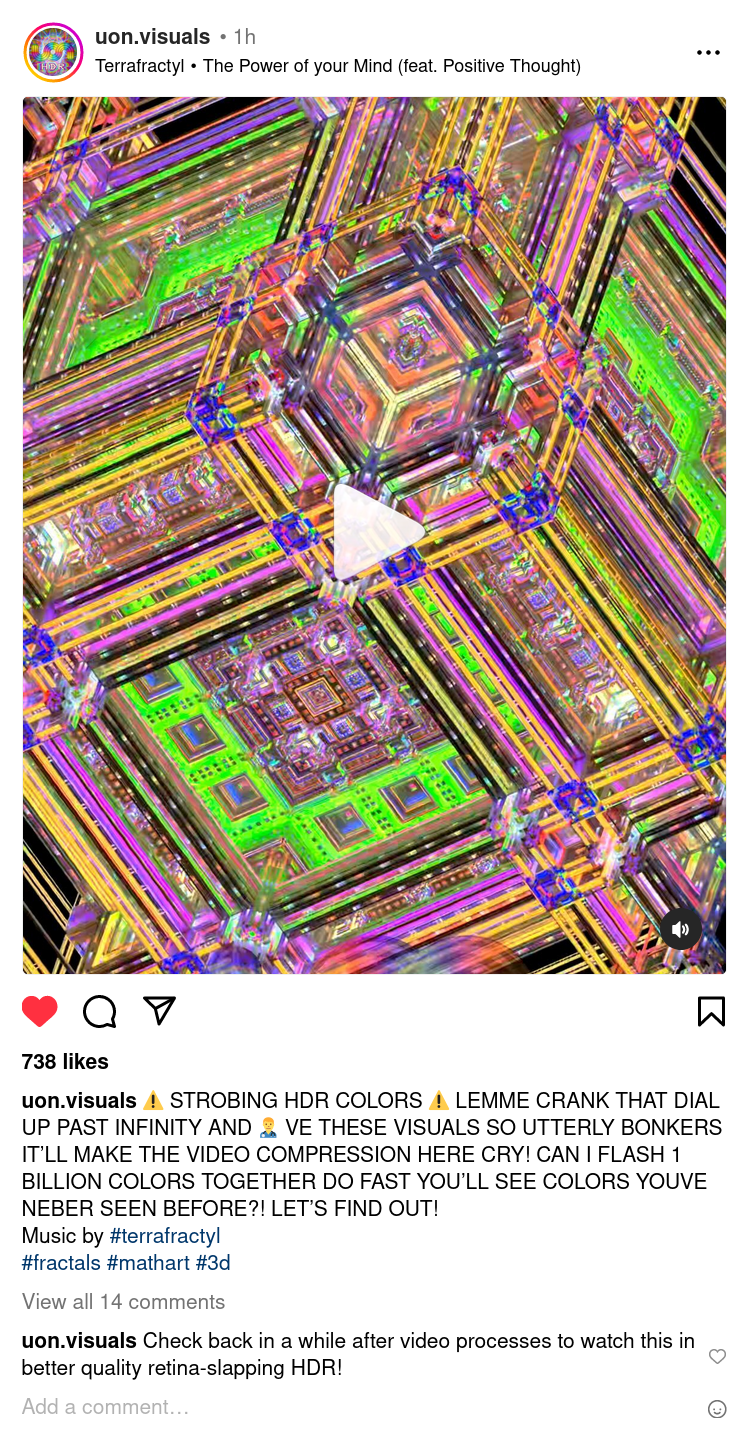 uon.visuals • 1h
Terrafractyl • The Power of your Mind (feat. Positive Thought)
738 likes
uon.visuals ⚠️ STROBING HDR COLORS ⚠️ LEMME CRANK THAT DIAL
UP PAST INFINITY AND 👨‍🍼 VE THESE VISUALS SO UTTERLY BONKERS
IT’LL MAKE THE VIDEO COMPRESSION HERE CRY! CAN I FLASH 1
BILLION COLORS TOGETHER DO FAST YOU’LL SEE COLORS YOUVE
NEBER SEEN BEFORE?! LET’S FIND OUT!
Music by #terrafractyl
#fractals #mathart #3d
View all 14 comments
uon.visuals Check back in a while after video processes to watch this in
better quality retina-slapping HDR!
Add a comment…